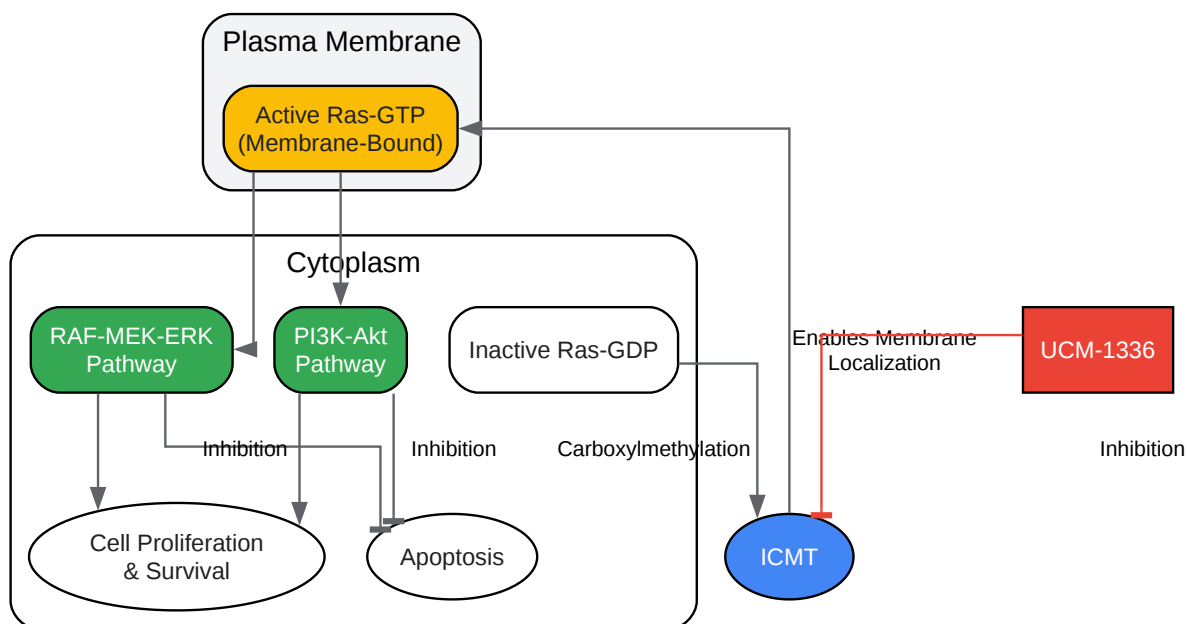 Plasma Membrane
Active Ras-GTP
(Membrane-Bound)
Cytoplasm
RAF-MEK-ERK
Pathway
PI3K-Akt
Pathway
Inactive Ras-GDP
Enables Membrane
Localization
UCM-1336
Inhibition
Inhibition
Carboxylmethylation
Inhibition
Cell Proliferation
& Survival
Apoptosis
ICMT